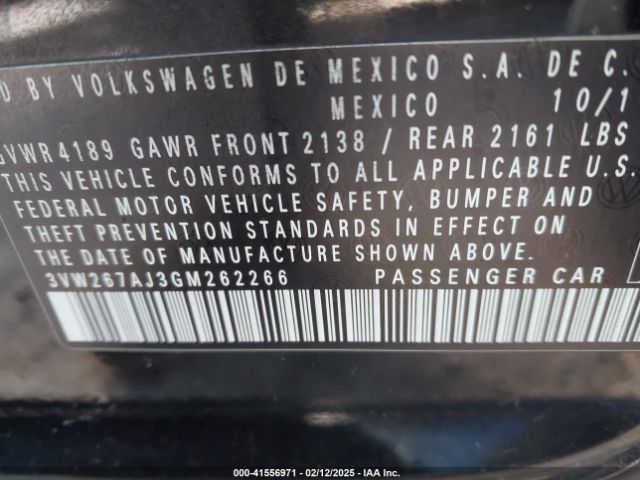 D BY VOLKSWAGEN DE MEXICO S.A. DE C.
MEXICO 10/1
GVWR 4189 GAWR FRONT 2138 / REAR 2161 LBS
THIS VEHICLE CONFORMS TO ALL APPLICABLE U.S.
FEDERAL MOTOR VEHICLE SAFETY, BUMPER AND
THEFT PREVENTION STANDARDS IN EFFECT ON
THE DATE OF MANUFACTURE SHOWN ABOVE
3VW267AJ3GM262266 PASSENGER CAR
000-41556971 | 02/12/2025 | IAA Inc.